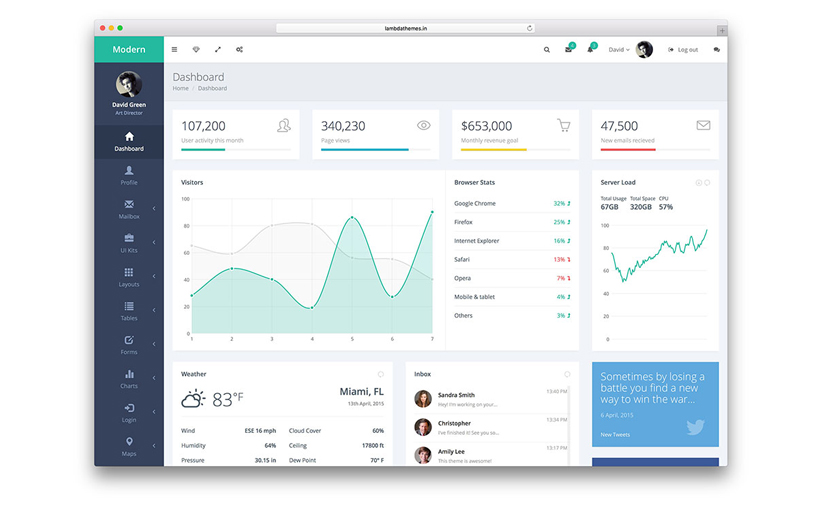 lambdathemes.in
Modern
David
Log out
David Green
Art Director
Dashboard
Profile
Mailbox
UI Kits
Layouts
Tables
Forms
Charts
Login
Maps
Dashboard
Home / Dashboard
107,200
User activity this month
340,230
Page views
$653,000
Monthly revenue goal
47,500
New emails recieved
Visitors
100
80
60
40
20
0
1 2 3 4 5 6 7
Browser Stats
Google Chrome 32%
Firefox 25%
Internet Explorer 16%
Safari 13%
Opera 7%
Mobile & tablet 4%
Others 3%
Server Load
Total Usage Total Space CPU
67GB 320GB 57%
100
80
60
40
20
0
Weather
83°F
Miami, FL
13th April, 2015
Wind ESE 16 mph Cloud Cover 60%
Humidity 64% Ceiling 17800 ft
Pressure 30.15 in Dew Point 70° F
Inbox
Sandra Smith 13:40 PM
Hey! I'm working on your...
Christopher 13:34 PM
I've finished it! See you so...
Amily Lee 13:17 PM
This theme is awesome!
Sometimes by losing a
battle you find a new
way to win the war...
6 April, 2015
New Tweets